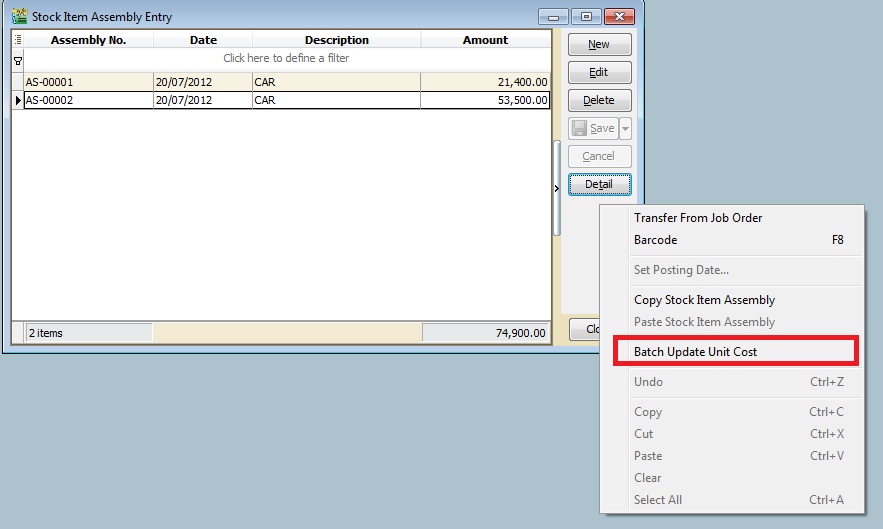 Stock Item Assembly Entry
Assembly No. Date Description Amount
Click here to define a filter
AS-00001 20/07/2012 CAR 21,400.00
AS-00002 20/07/2012 CAR 53,500.00
2 items 74,900.00
New
Edit
Delete
Save
Cancel
Detail
Transfer From Job Order
Barcode F8
Set Posting Date...
Copy Stock Item Assembly
Paste Stock Item Assembly
Batch Update Unit Cost
Undo Ctrl+Z
Copy Ctrl+C
Cut Ctrl+X
Paste Ctrl+V
Clear
Select All Ctrl+A